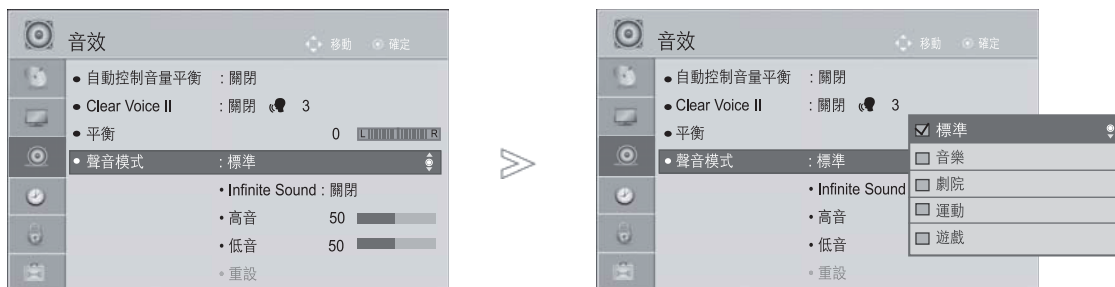 音效 移動 確定
● 自動控制音量平衡 : 關閉
● Clear Voice II : 關閉 3
● 平衡 0 L R
● 聲音模式 : 標準
• Infinite Sound : 關閉
• 高音 50
• 低音 50
• 重設
音效 移動 確定
● 自動控制音量平衡 : 關閉
● Clear Voice II : 關閉 3
● 平衡
● 聲音模式 : 標準
• Infinite Sound
• 高音
• 低音
• 重設
標準
音樂
劇院
運動
遊戲